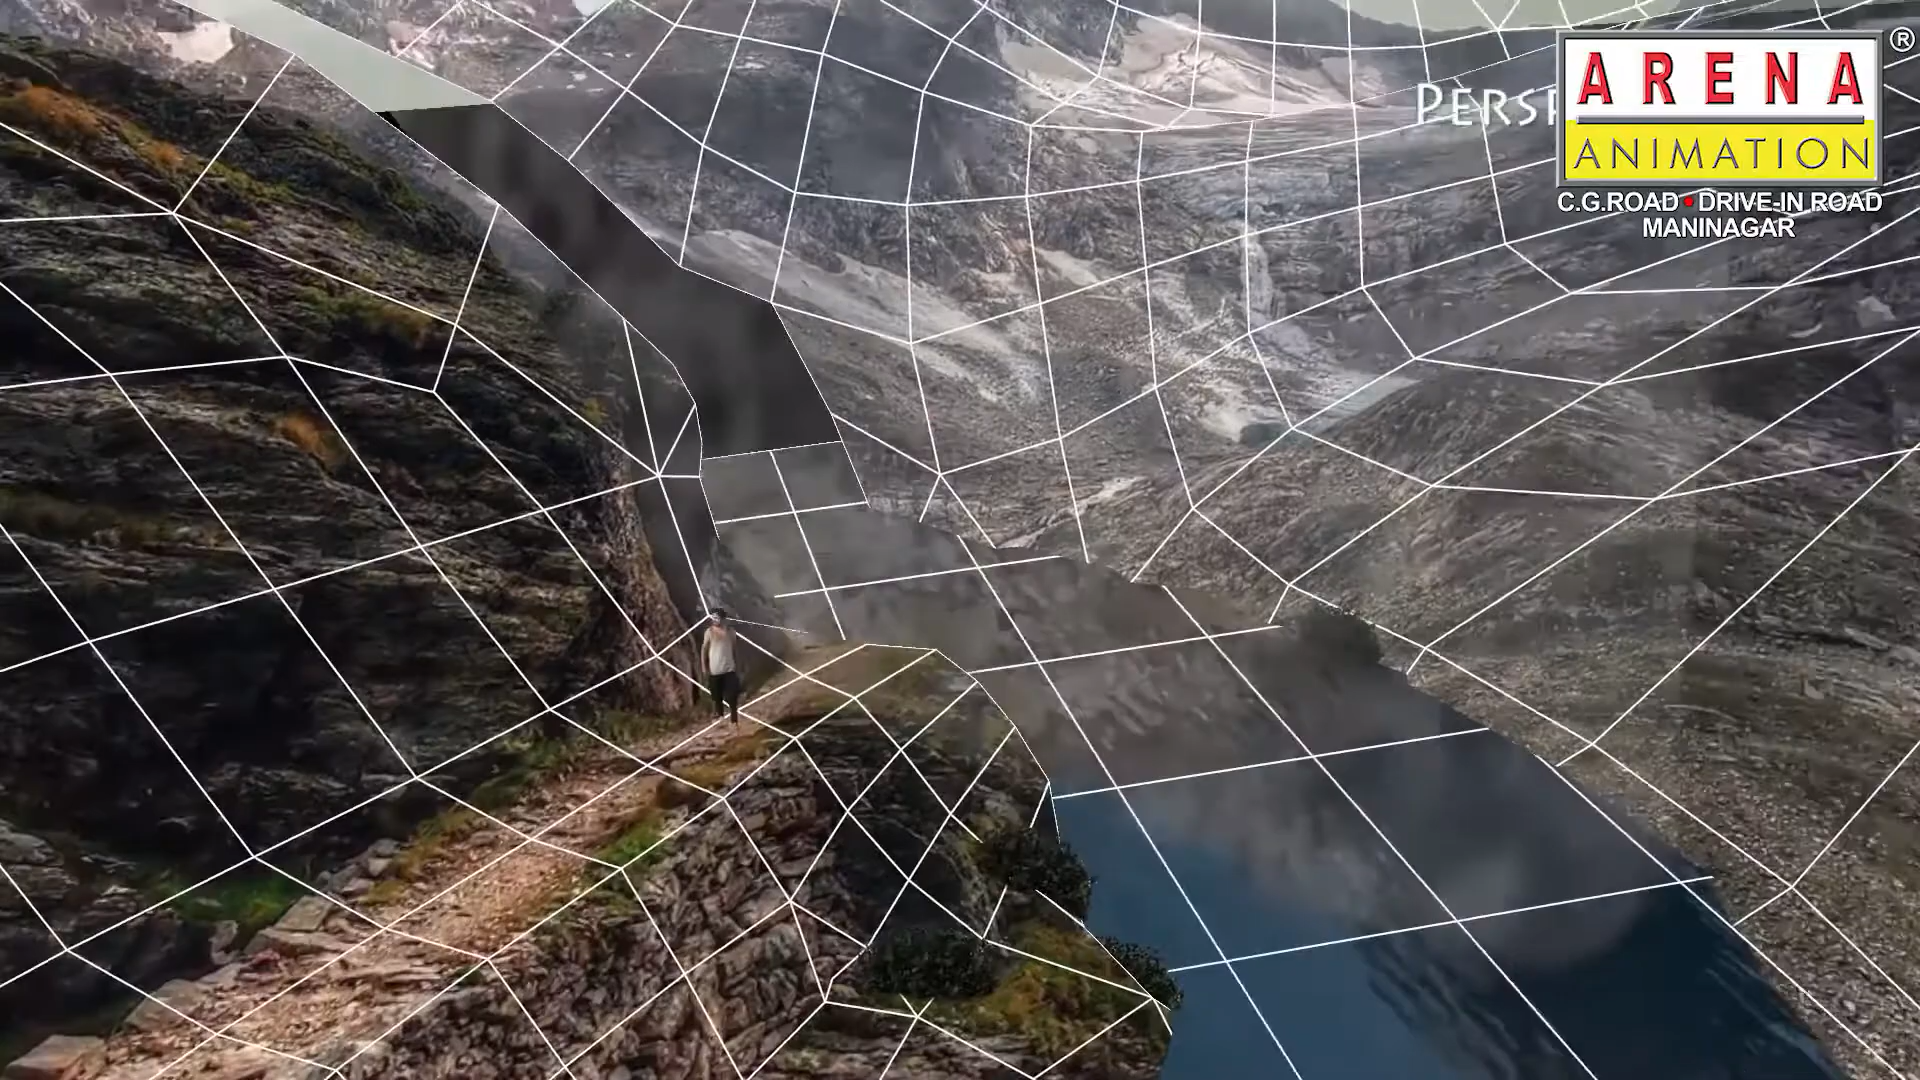 ARENA
®
ANIMATION
C.G.ROAD • DRIVE-IN ROAD
MANINAGAR